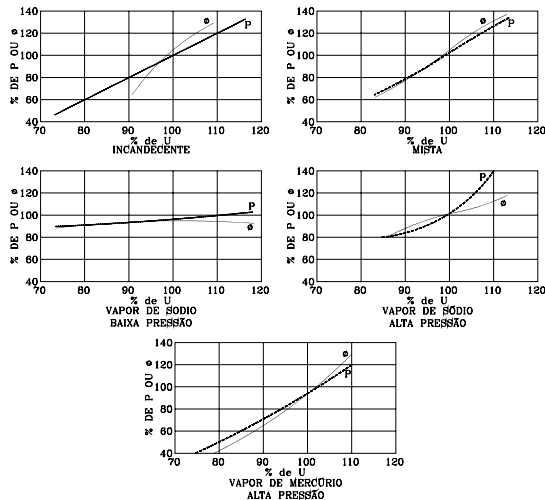 % DE P OU ø
140
120
100
80
60
40
ø
P
70 80 90 100 110 120
% de U
INCANDECENTE
% DE P OU ø
140
120
100
80
60
40
ø
P
70 80 90 100 110 120
% de U
MISTA
% DE P OU ø
140
120
100
80
60
40
P
ø
70 80 90 100 110 120
% de U
VAPOR DE SODIO
BAIXA PRESSÃO
% DE P OU ø
140
120
100
80
60
40
P
ø
70 80 90 100 110 120
% de U
VAPOR DE SÓDIO
ALTA PRESSÃO
% DE P OU ø
140
120
100
80
60
40
ø
P
70 80 90 100 110 120
% de U
VAPOR DE MERCÚRIO
ALTA PRESSÃO